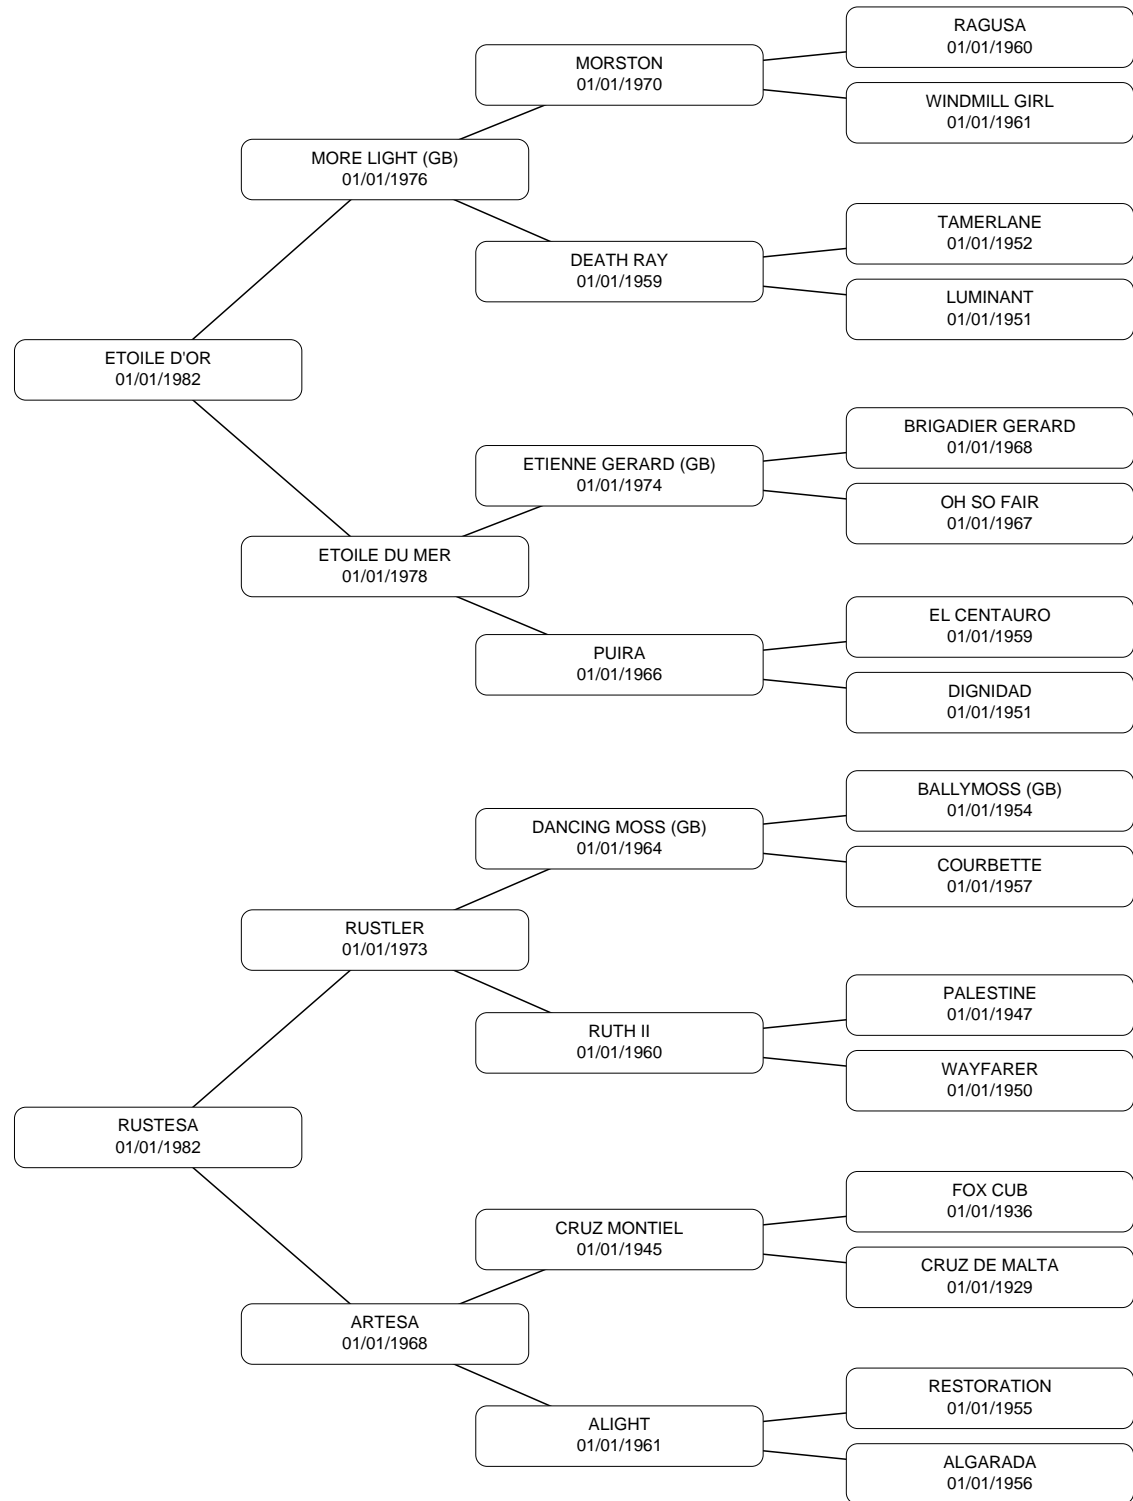 RAGUSA
01/01/1960
MORSTON
01/01/1970
WINDMILL GIRL
01/01/1961
MORE LIGHT (GB)
01/01/1976
TAMERLANE
01/01/1952
DEATH RAY
01/01/1959
LUMINANT
01/01/1951
ETOILE D'OR
01/01/1982
BRIGADIER GERARD
01/01/1968
ETIENNE GERARD (GB)
01/01/1974
OH SO FAIR
01/01/1967
ETOILE DU MER
01/01/1978
EL CENTAURO
01/01/1959
PUIRA
01/01/1966
DIGNIDAD
01/01/1951
BALLYMOSS (GB)
01/01/1954
DANCING MOSS (GB)
01/01/1964
COURBETTE
01/01/1957
RUSTLER
01/01/1973
PALESTINE
01/01/1947
RUTH II
01/01/1960
WAYFARER
01/01/1950
RUSTESA
01/01/1982
FOX CUB
01/01/1936
CRUZ MONTIEL
01/01/1945
CRUZ DE MALTA
01/01/1929
ARTESA
01/01/1968
RESTORATION
01/01/1955
ALIGHT
01/01/1961
ALGARADA
01/01/1956